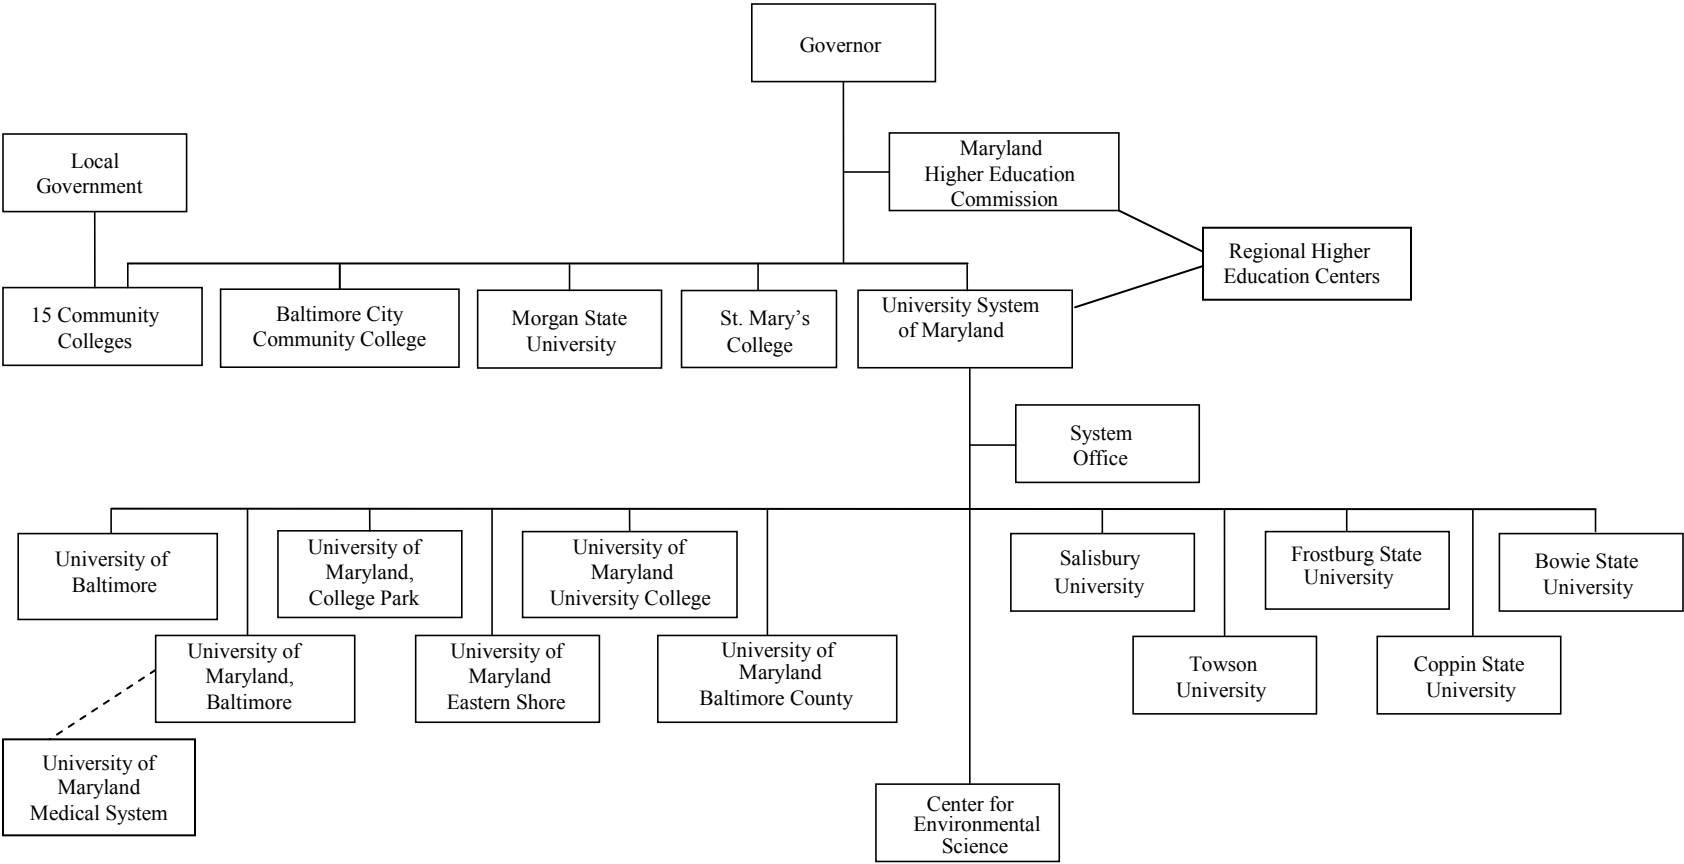 Governor
Local
Government
Maryland
Higher Education
Commission
Regional Higher
Education Centers
15 Community
Colleges
Baltimore City
Community College
Morgan State
University
St. Mary’s
College
University System
of Maryland
System
Office
University of
Baltimore
University of
Maryland,
College Park
University of
Maryland
University College
Salisbury
University
Frostburg State
University
Bowie State
University
University of
Maryland,
Baltimore
University of
Maryland
Eastern Shore
University of
Maryland
Baltimore County
Towson
University
Coppin State
University
University of
Maryland
Medical System
Center for
Environmental
Science